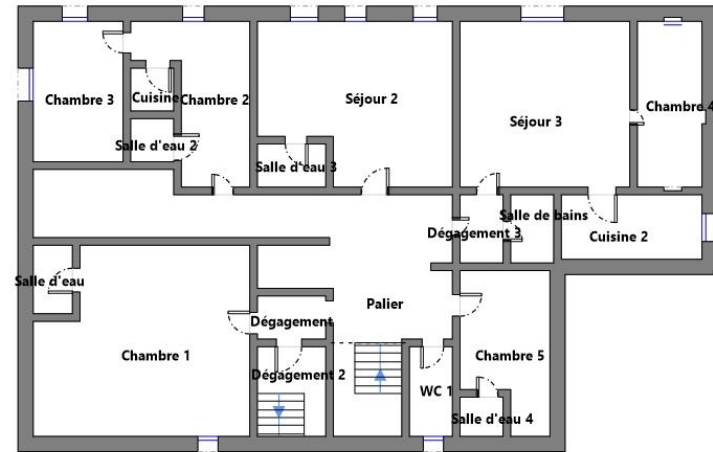 Chambre 3
Cuisine
Chambre 2
Séjour 2
Séjour 3
Chambre 4
Salle d'eau 2
Salle d'eau 3
Salle de bains
Dégagement 3
Cuisine 2
Salle d'eau
Palier
Dégagement
Chambre 1
Chambre 5
Dégagement 2
WC 1
Salle d'eau 4